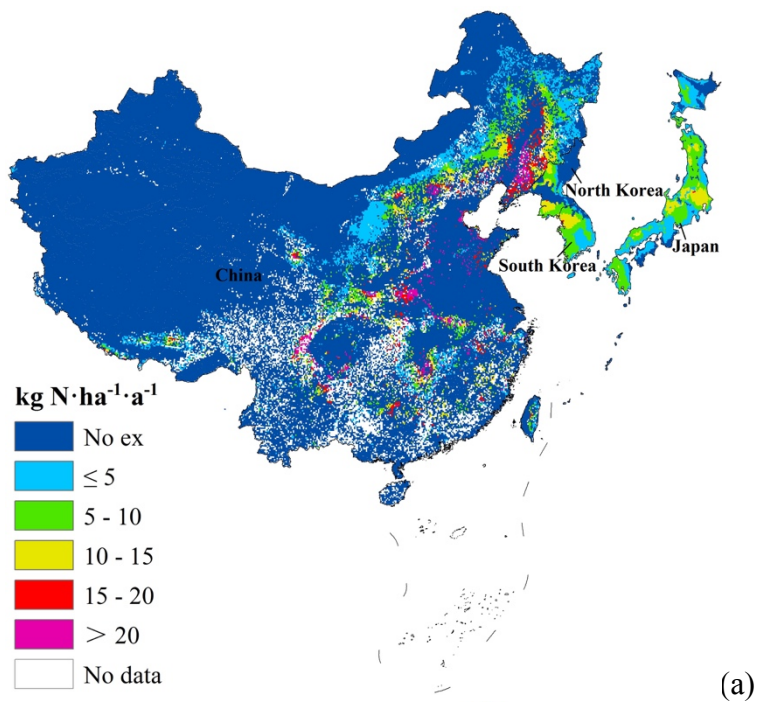 North Korea
Japan
South Korea
China
kg N·ha⁻¹·a⁻¹
No ex
≤ 5
5 - 10
10 - 15
15 - 20
> 20
No data
(a)